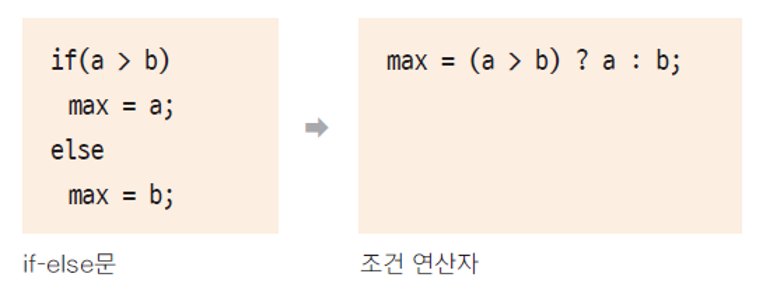 if(a > b)
max = a;
else
max = b;
if-else문
max = (a > b) ? a : b;
조건 연산자